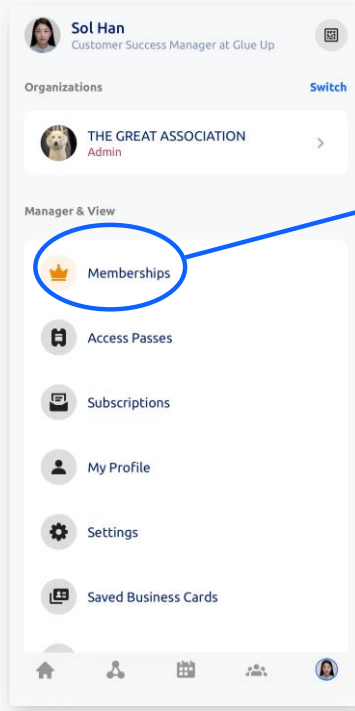 Sol Han
Customer Success Manager at Glue Up
Organizations
Switch
THE GREAT ASSOCIATION
Admin
Manager & View
Memberships
Access Passes
Subscriptions
My Profile
Settings
Saved Business Cards